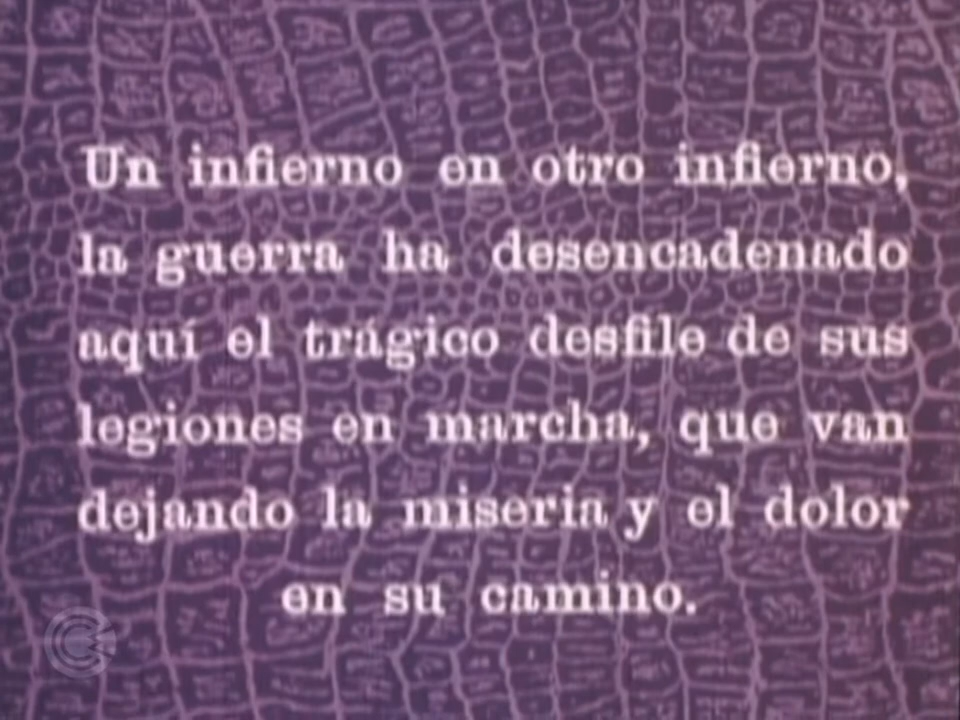 Un infierno en otro infierno,
la guerra ha desencadenado
aquí el trágico desfile de sus
legiones en marcha, que van
dejando la miseria y el dolor
en su camino.